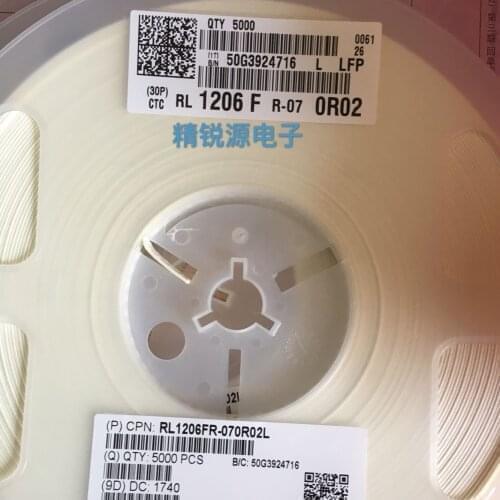 QTY 5000
0061
26
(1T)
B/N 50G3924716 L LFP
(30P)
CTC RL 1206 F R-07 0R02
精锐源电子
(P) CPN: RL1206FR-070R02L
(Q) QTY: 5000 PCS
B/C: 50G3924716
(9D) DC: 1740